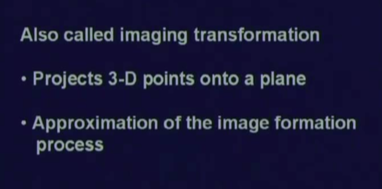 Also called imaging transformation
• Projects 3-D points onto a plane
• Approximation of the image formation
process